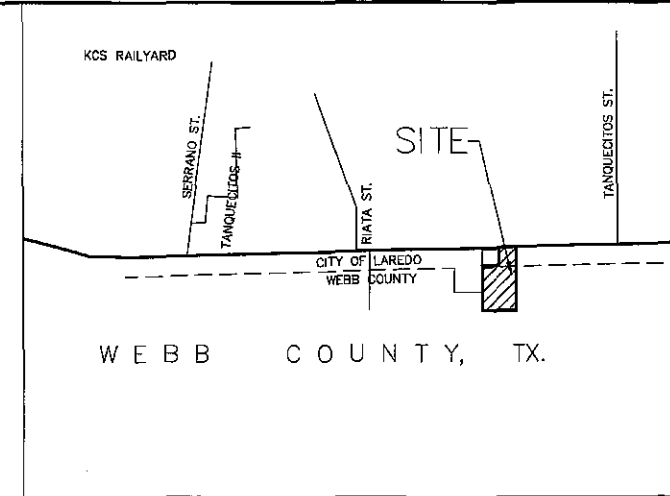 KCS RAILYARD
SERRANO ST.
TANQUECITOS II
RIATA ST.
SITE
TANQUECITOS ST.
CITY OF LAREDO
WEBB COUNTY
WEBB COUNTY, TX.